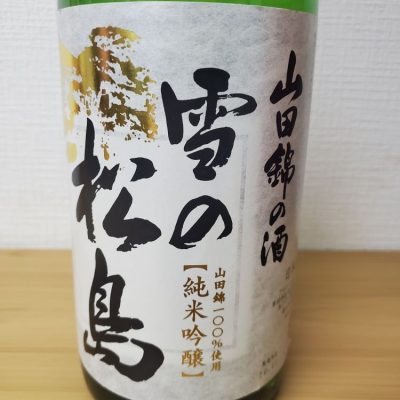 山田錦の酒
雪の
松島
山田錦一〇〇%使用
【純米吟醸】